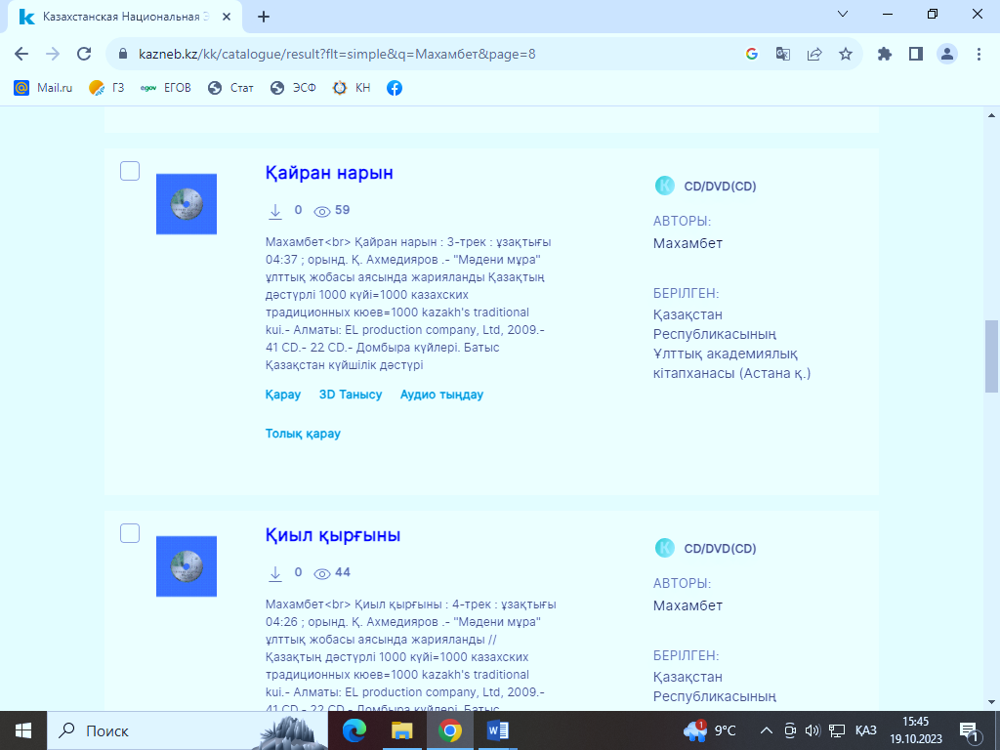 Казахстанская Национальная Э
kazneb.kz/kk/catalogue/result?flt=simple&q=Махамбет&page=8
Mail.ru
ГЗ
egov
ЕГОВ
Стат
ЭСФ
КН
Қайран нарын
0 59
Махамбет<br> Қайран нарын : 3-трек : ұзақтығы
04:37 ; орынд. Қ. Ахмедияров .- "Мәдени мұра"
ұлттық жобасы аясында жарияланды Қазақтың
дәстүрлі 1000 күйі=1000 казахских
традиционных кюев=1000 kazakh's traditional
kui.- Алматы: EL production company, Ltd, 2009.-
41 CD.- 22 CD.- Домбыра күйлері. Батыс
Қазақстан күйшілік дәстүрі
Қарау 3D Танысу Аудио тыңдау
Толық қарау
CD/DVD(CD)
АВТОРЫ:
Махамбет
БЕРІЛГЕН:
Қазақстан
Республикасының
Ұлттық академиялық
кітапханасы (Астана қ.)
Қиыл қырғыны
0 44
Махамбет<br> Қиыл қырғыны : 4-трек : ұзақтығы
04:26 ; орынд. Қ. Ахмедияров .- "Мәдени мұра"
ұлттық жобасы аясында жарияланды //
Қазақтың дәстүрлі 1000 күйі=1000 казахских
традиционных кюев=1000 kazakh's traditional
kui.- Алматы: EL production company, Ltd, 2009.-
41 CD.- 22 CD.- Домбыра күйлері. Батыс
CD/DVD(CD)
АВТОРЫ:
Махамбет
БЕРІЛГЕН:
Қазақстан
Республикасының
Поиск
1
9°C
ҚАЗ
15:45
19.10.2023
1